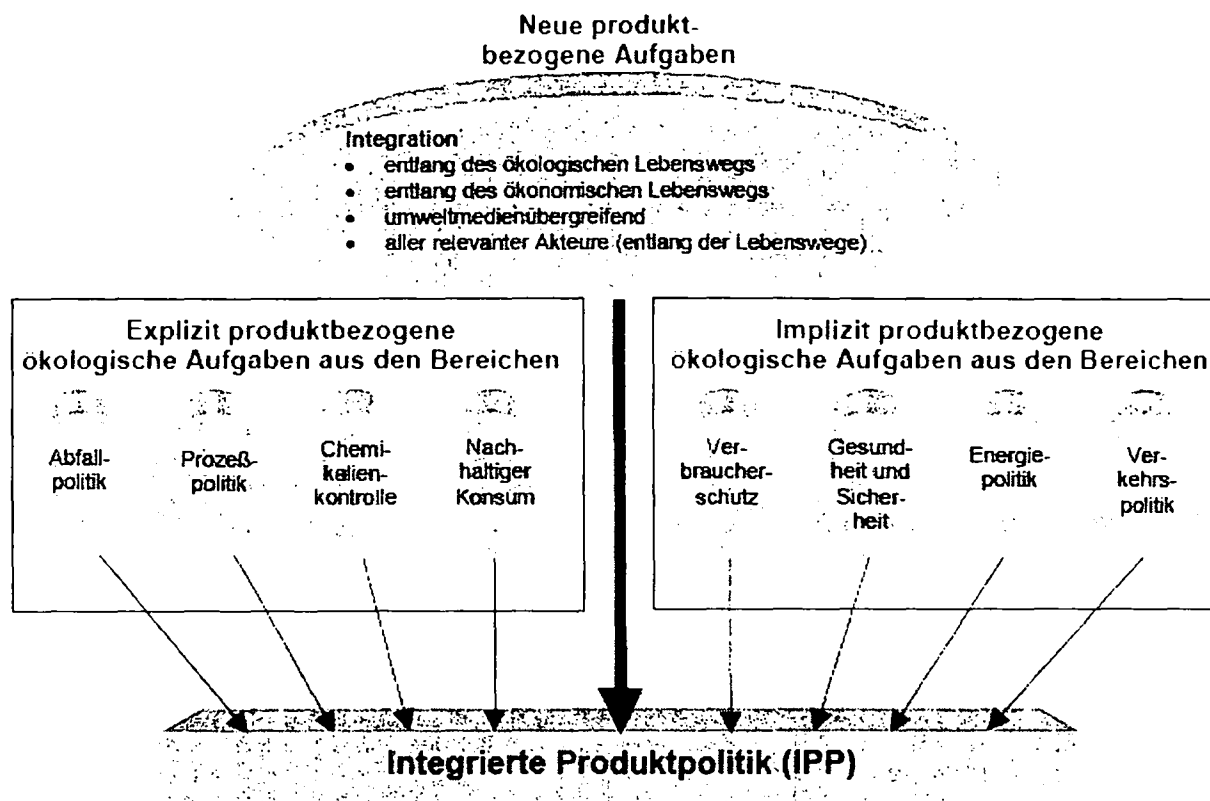 Neue produkt-
bezogene Aufgaben
Integration
• entlang des ökologischen Lebenswegs
• entlang des ökonomischen Lebenswegs
• umweltmedienübergreifend
• aller relevanter Akteure (entlang der Lebenswege)
Explizit produktbezogene
ökologische Aufgaben aus den Bereichen
Abfall-
politik
Prozeß-
politik
Chemi-
kalien-
kontrolle
Nach-
haltiger
Konsum
Implizit produktbezogene
ökologische Aufgaben aus den Bereichen
Ver-
braucher-
schutz
Gesund-
heit und
Sicher-
heit
Energie-
politik
Ver-
kehrs-
politik
Integrierte Produktpolitik (IPP)